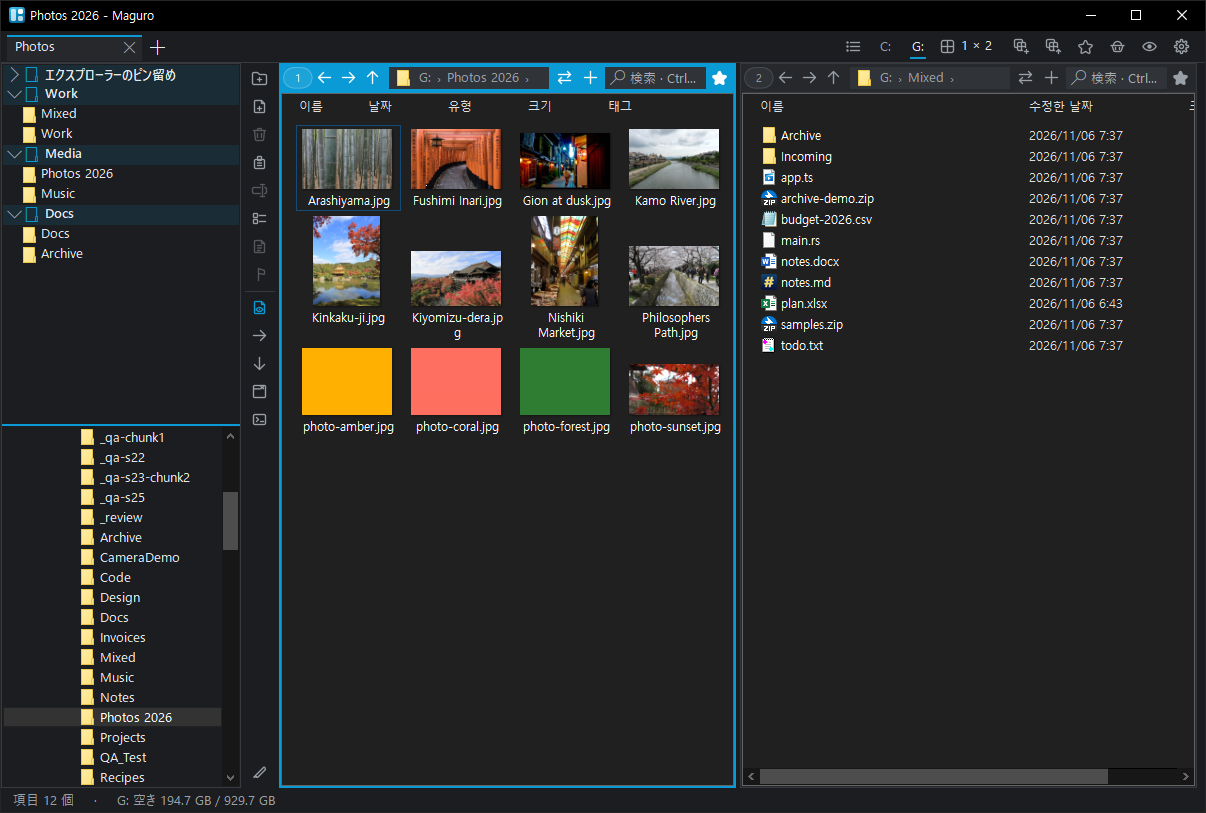 Photos 2026 - Maguro
Photos
C:
G:
1 × 2
エクスプローラーのピン留め
Work
Mixed
Work
Media
Photos 2026
Music
Docs
Docs
Archive
_qa-chunk1
_qa-s22
_qa-s23-chunk2
_qa-s25
_review
Archive
CameraDemo
Code
Design
Docs
Invoices
Mixed
Music
Notes
Photos 2026
Projects
QA_Test
Recipes
1
G: › Photos 2026 ›
検索 · Ctrl...
이름 날짜 유형 크기 태그
Arashiyama.jpg
Fushimi Inari.jpg
Gion at dusk.jpg
Kamo River.jpg
Kinkaku-ji.jpg
Kiyomizu-dera.jp
g
Nishiki
Market.jpg
Philosophers
Path.jpg
photo-amber.jpg
photo-coral.jpg
photo-forest.jpg
photo-sunset.jpg
2
G: › Mixed ›
検索 · Ctrl...
이름 수정한 날짜
Archive 2026/11/06 7:37
Incoming 2026/11/06 7:37
app.ts 2026/11/06 7:37
archive-demo.zip 2026/11/06 7:37
budget-2026.csv 2026/11/06 7:37
main.rs 2026/11/06 7:37
notes.docx 2026/11/06 7:37
notes.md 2026/11/06 7:37
plan.xlsx 2026/11/06 6:43
samples.zip 2026/11/06 7:37
todo.txt 2026/11/06 7:37
項目 12 個 · G: 空き 194.7 GB / 929.7 GB